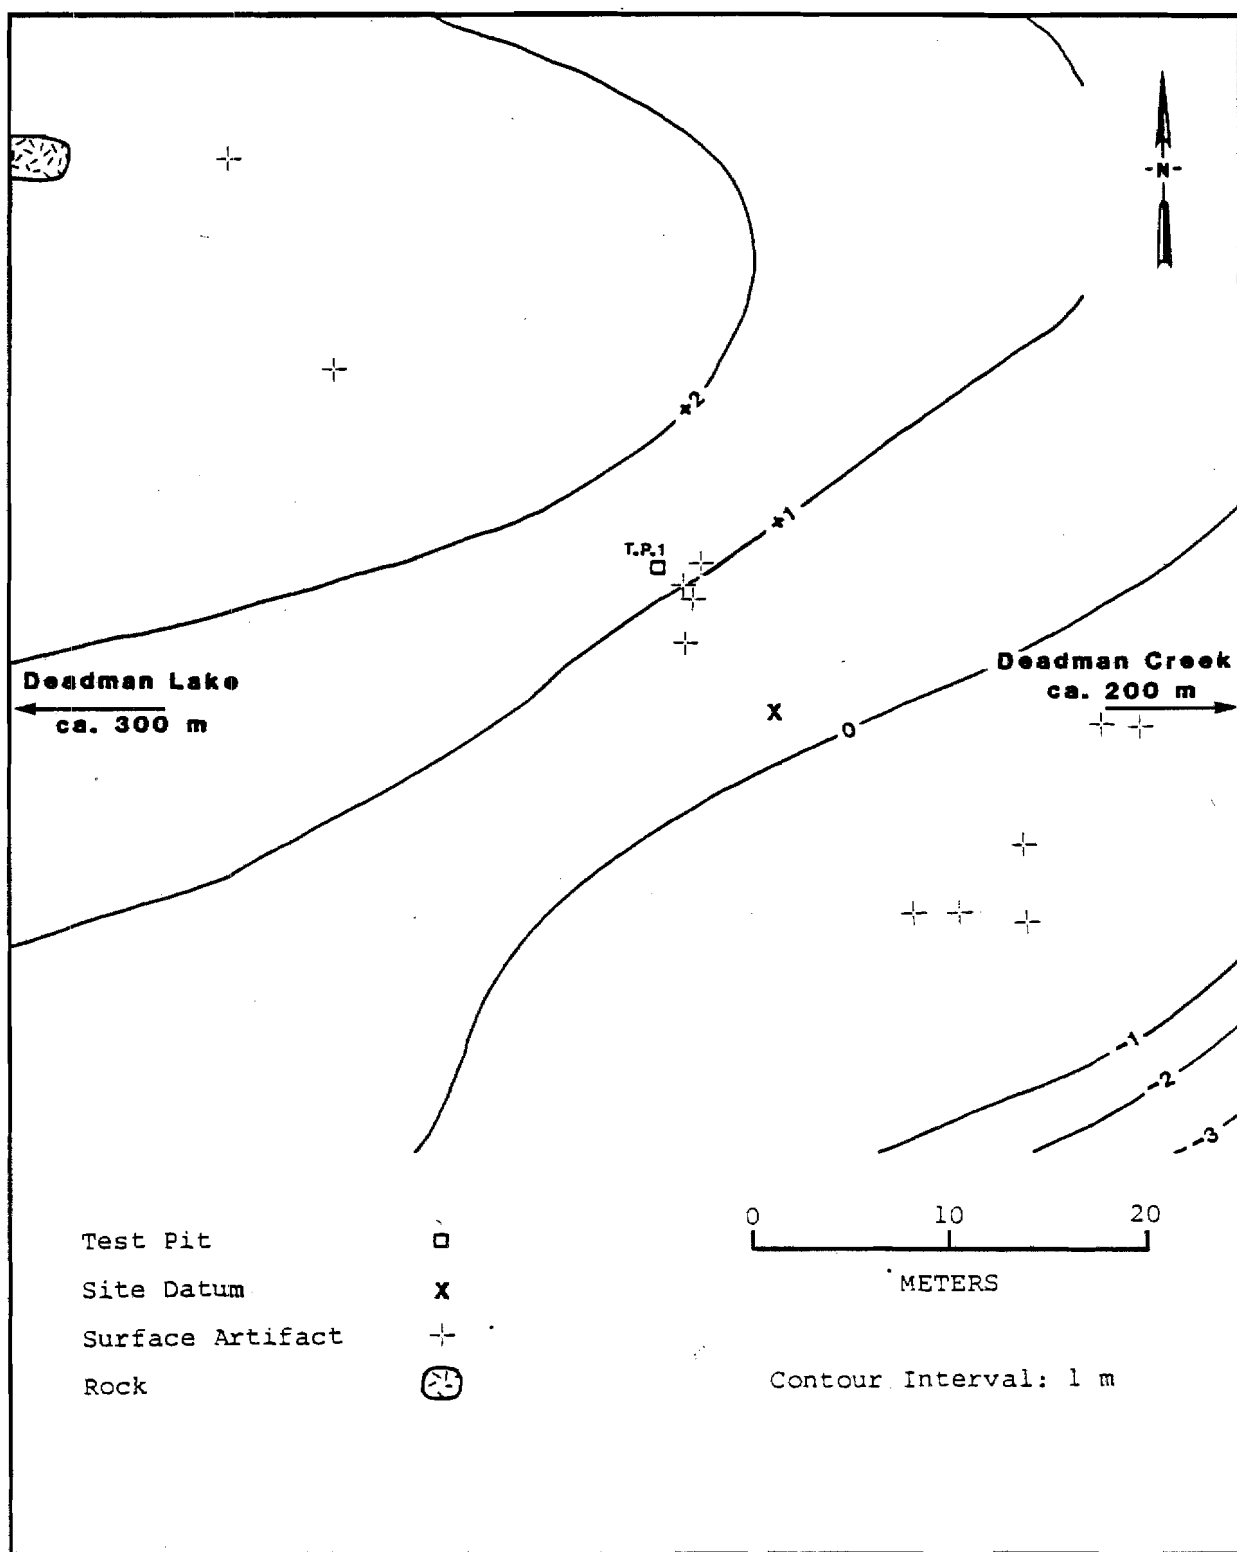 -N-
+2
+1
T.P.1
Deadman Lake
ca. 300 m
Deadman Creek
ca. 200 m
0
-1
-2
-3
Test Pit
Site Datum X
Surface Artifact
Rock
0 10 20
METERS
Contour Interval: 1 m